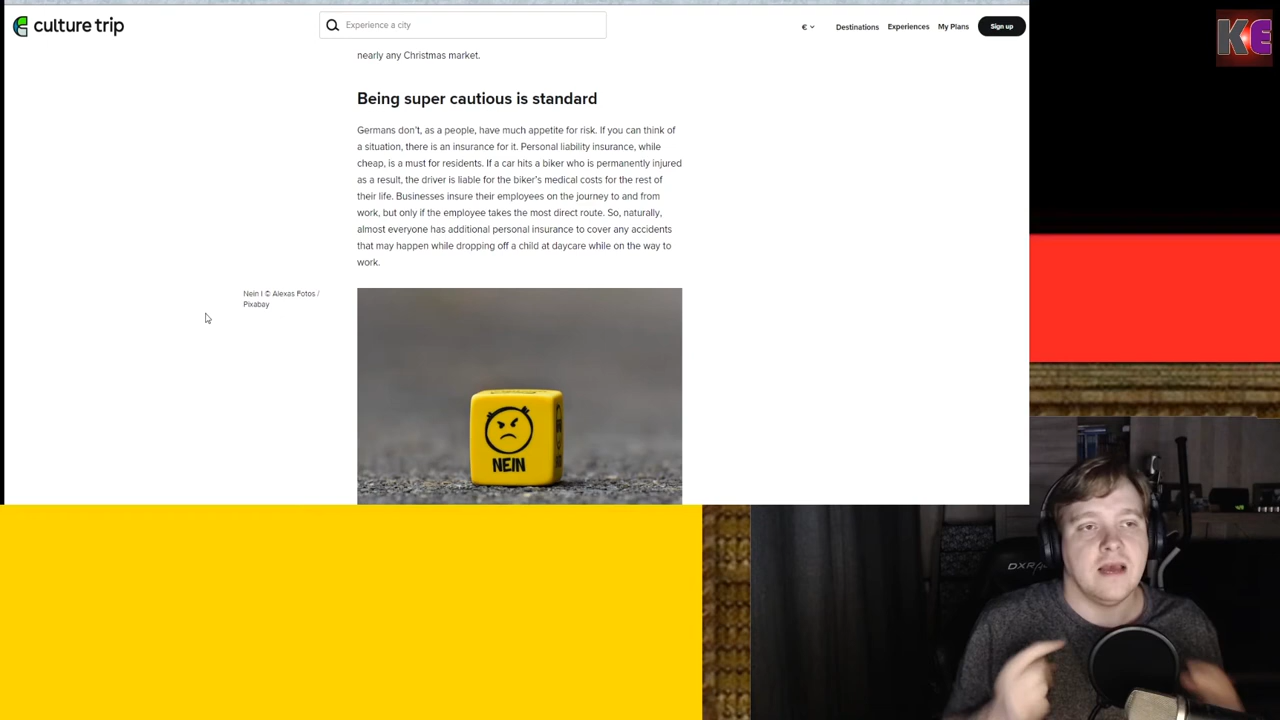 culture trip
Experience a city
€
Destinations
Experiences
My Plans
Sign up
KE
nearly any Christmas market.
Being super cautious is standard
Germans don't, as a people, have much appetite for risk. If you can think of
a situation, there is an insurance for it. Personal liability insurance, while
cheap, is a must for residents. If a car hits a biker who is permanently injured
as a result, the driver is liable for the biker's medical costs for the rest of
their life. Businesses insure their employees on the journey to and from
work, but only if the employee takes the most direct route. So, naturally,
almost everyone has additional personal insurance to cover any accidents
that may happen while dropping off a child at daycare while on the way to
work.
Nein I © Alexas Fotos /
Pixabay
NEIN